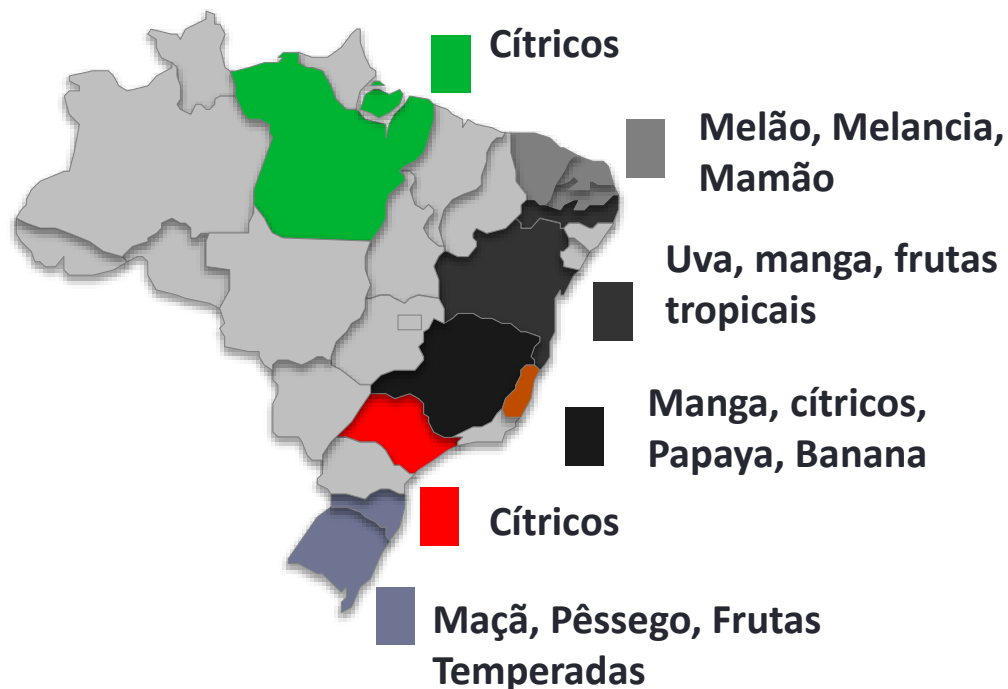 Cítricos
Melão, Melancia,
Mamão
Uva, manga, frutas
tropicais
Manga, cítricos,
Papaya, Banana
Cítricos
Maçã, Pêssego, Frutas
Temperadas